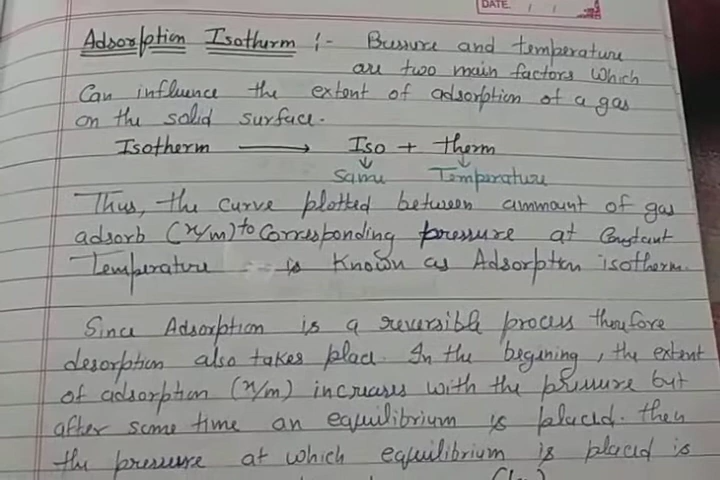 DATE / /
Adsorption Isotherm :- Pressure and temperature
are two main factors which
Can influence the extent of adsorption of a gas
on the solid surface.
Isotherm → Iso + therm
↓ ↓
Same Temperature
Thus, the curve plotted between ammount of gas
adsorb (x/m) to Corresponding pressure at Constant
Temperature is Known as Adsorption isotherm.
Since Adsorption is a reversible process therefore
desorption also takes place. In the begining, the extent
of adsorption (x/m) increases with the pressure but
after some time an equilibrium is placed. then
the pressure at which equilibrium is placed is